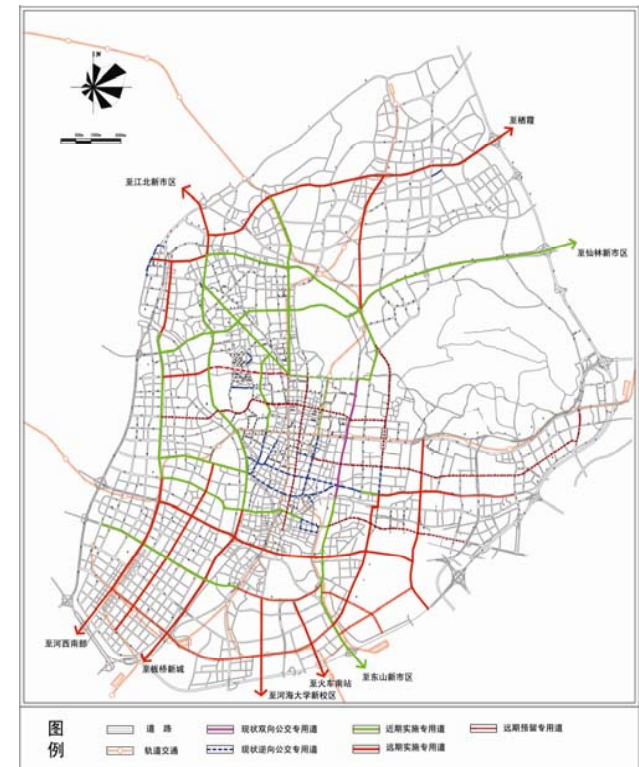 N
至栖霞
至江北新市区
至仙林新市区
至河西南部
至板桥新城
至河海大学新校区
至火车南站
至东山新市区
图例
道 路
现状双向公交专用道
近期实施专用道
远期预留专用道
轨道交通
现状逆向公交专用道
远期实施专用道